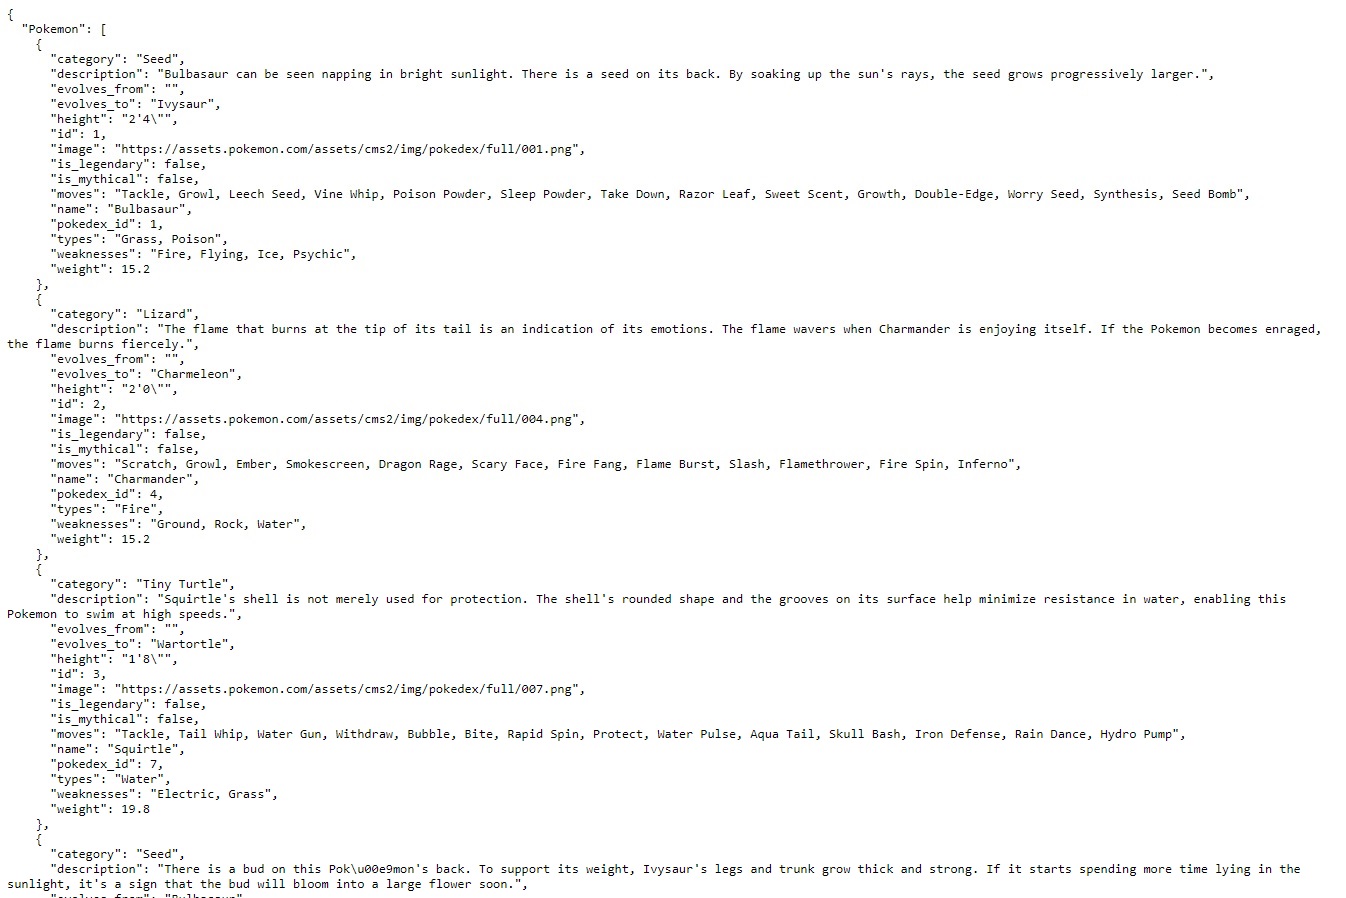 {
  "Pokemon": [
    {
      "category": "Seed",
      "description": "Bulbasaur can be seen napping in bright sunlight. There is a seed on its back. By soaking up the sun's rays, the seed grows progressively larger.",
      "evolves_from": "",
      "evolves_to": "Ivysaur",
      "height": "2'4\"",
      "id": 1,
      "image": "https://assets.pokemon.com/assets/cms2/img/pokedex/full/001.png",
      "is_legendary": false,
      "is_mythical": false,
      "moves": "Tackle, Growl, Leech Seed, Vine Whip, Poison Powder, Sleep Powder, Take Down, Razor Leaf, Sweet Scent, Growth, Double-Edge, Worry Seed, Synthesis, Seed Bomb",
      "name": "Bulbasaur",
      "pokedex_id": 1,
      "types": "Grass, Poison",
      "weaknesses": "Fire, Flying, Ice, Psychic",
      "weight": 15.2
    },
    {
      "category": "Lizard",
      "description": "The flame that burns at the tip of its tail is an indication of its emotions. The flame wavers when Charmander is enjoying itself. If the Pokemon becomes enraged,
the flame burns fiercely.",
      "evolves_from": "",
      "evolves_to": "Charmeleon",
      "height": "2'0\"",
      "id": 2,
      "image": "https://assets.pokemon.com/assets/cms2/img/pokedex/full/004.png",
      "is_legendary": false,
      "is_mythical": false,
      "moves": "Scratch, Growl, Ember, Smokescreen, Dragon Rage, Scary Face, Fire Fang, Flame Burst, Slash, Flamethrower, Fire Spin, Inferno",
      "name": "Charmander",
      "pokedex_id": 4,
      "types": "Fire",
      "weaknesses": "Ground, Rock, Water",
      "weight": 15.2
    },
    {
      "category": "Tiny Turtle",
      "description": "Squirtle's shell is not merely used for protection. The shell's rounded shape and the grooves on its surface help minimize resistance in water, enabling this
Pokemon to swim at high speeds.",
      "evolves_from": "",
      "evolves_to": "Wartortle",
      "height": "1'8\"",
      "id": 3,
      "image": "https://assets.pokemon.com/assets/cms2/img/pokedex/full/007.png",
      "is_legendary": false,
      "is_mythical": false,
      "moves": "Tackle, Tail Whip, Water Gun, Withdraw, Bubble, Bite, Rapid Spin, Protect, Water Pulse, Aqua Tail, Skull Bash, Iron Defense, Rain Dance, Hydro Pump",
      "name": "Squirtle",
      "pokedex_id": 7,
      "types": "Water",
      "weaknesses": "Electric, Grass",
      "weight": 19.8
    },
    {
      "category": "Seed",
      "description": "There is a bud on this Pok\u00e9mon's back. To support its weight, Ivysaur's legs and trunk grow thick and strong. If it starts spending more time lying in the
sunlight, it's a sign that the bud will bloom into a large flower soon.",
      "evolves_from": "Bulbasaur"